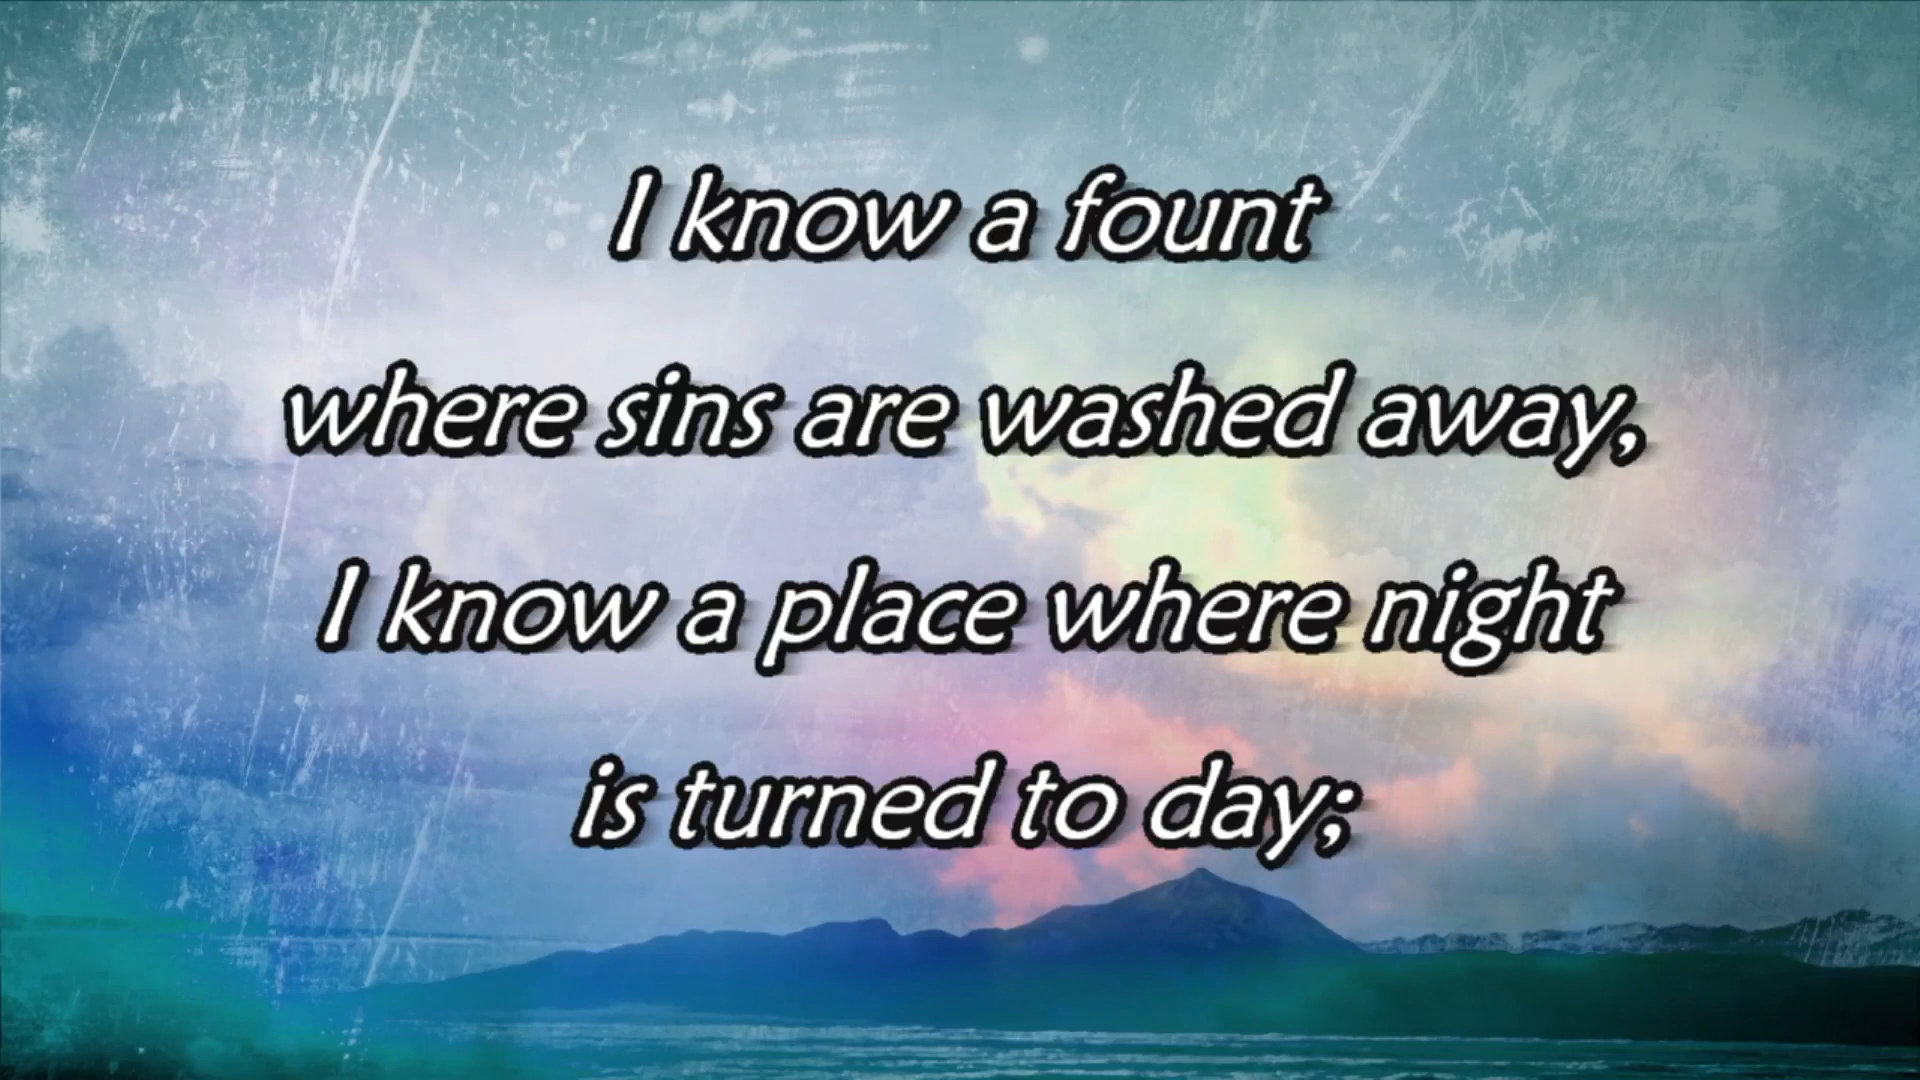 I know a fount
where sins are washed away,
I know a place where night
is turned to day;